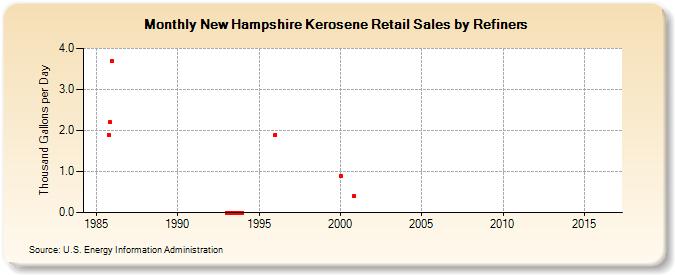 Monthly New Hampshire Kerosene Retail Sales by Refiners
Thousand Gallons per Day
4.0
3.0
2.0
1.0
0.0
1985 1990 1995 2000 2005 2010 2015
Source: U.S. Energy Information Administration